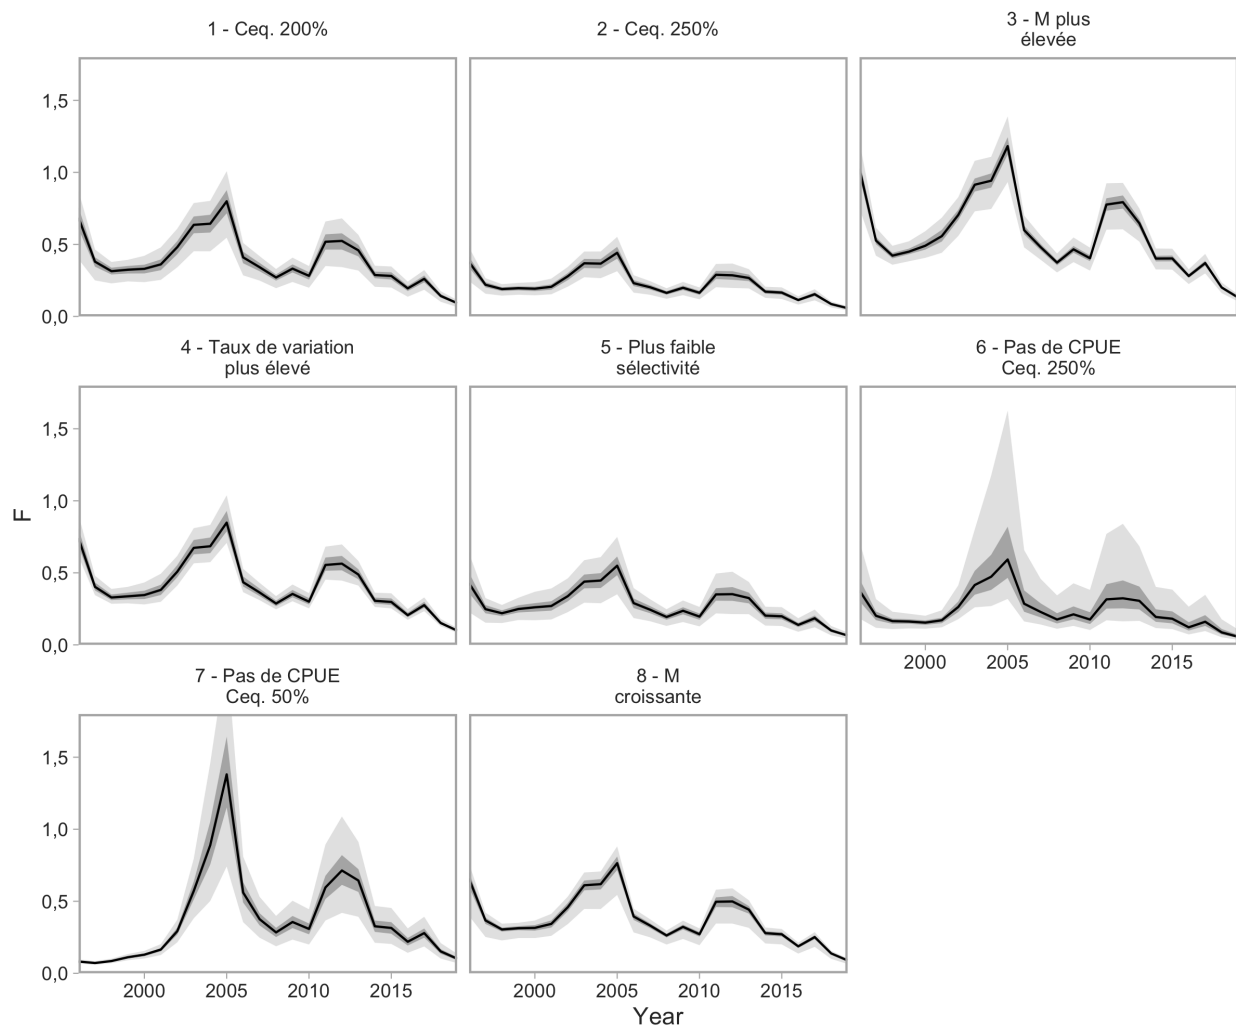 1 - Ceq. 200%
2 - Ceq. 250%
3 - M plus
élevée
1,5
1,0
0,5
0,0
4 - Taux de variation
plus élevé
5 - Plus faible
sélectivité
6 - Pas de CPUE
Ceq. 250%
1,5
1,0
0,5
0,0
F
2000
2005
2010
2015
7 - Pas de CPUE
Ceq. 50%
8 - M
croissante
1,5
1,0
0,5
0,0
2000
2005
2010
2015
2000
2005
2010
2015
Year